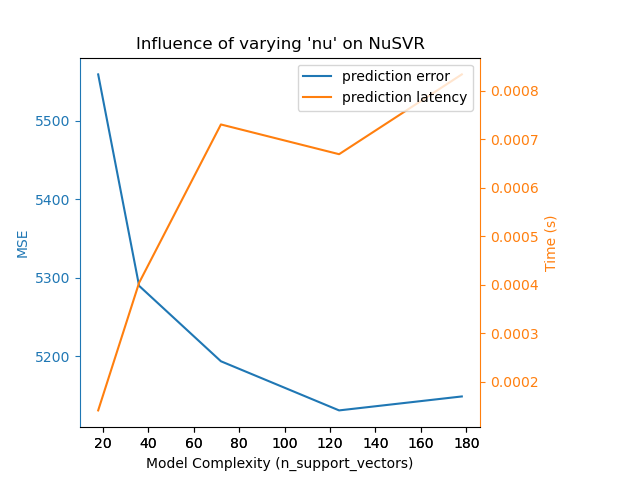 Influence of varying 'nu' on NuSVR
prediction error
prediction latency
MSE
5500
5400
5300
5200
0.0008
0.0007
0.0006
0.0005
0.0004
0.0003
0.0002
Time (s)
20 40 60 80 100 120 140 160 180
Model Complexity (n_support_vectors)